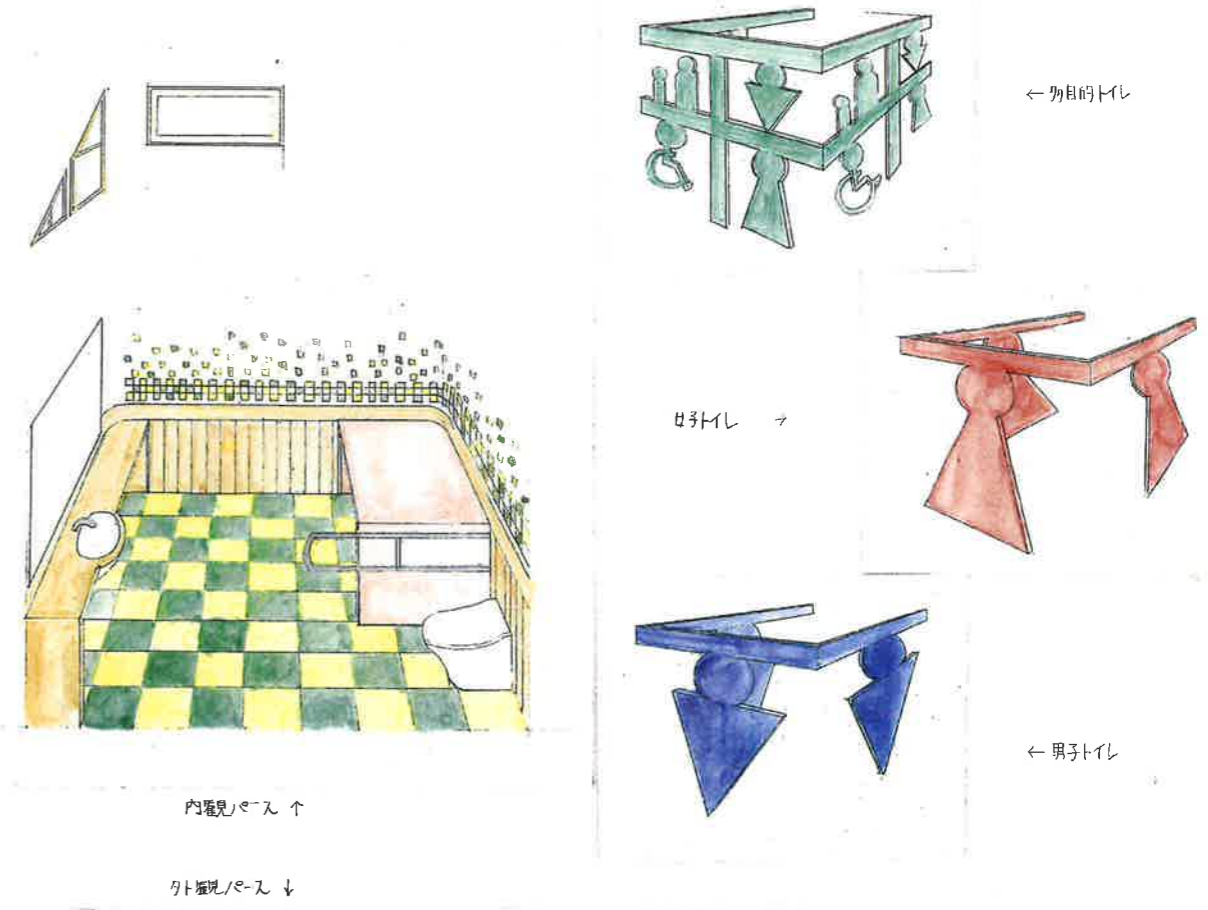 ← 多目的トイレ
女子トイレ →
← 男子トイレ
内観パース ↑
外観パース ↓